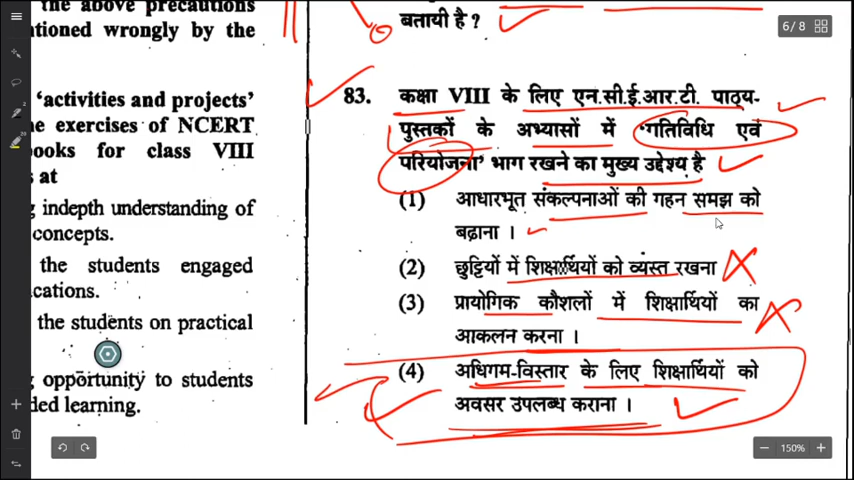 the above precautions
ntioned wrongly by the
'activities and projects'
e exercises of NCERT
books for class VIII
s at
g indepth understanding of
concepts.
the students engaged
cations.
the students on practical
g opportunity to students
ded learning.
बतायी है ?
6 / 8
83. कक्षा VIII के लिए एन.सी.ई.आर.टी. पाठ्य-
पुस्तकों के अभ्यासों में 'गतिविधि एवं
परियोजना' भाग रखने का मुख्य उद्देश्य है
(1) आधारभूत संकल्पनाओं की गहन समझ को
बढ़ाना ।
(2) छुट्टियों में शिक्षार्थियों को व्यस्त रखना
(3) प्रायोगिक कौशलों में शिक्षार्थियों का
आकलन करना ।
(4) अधिगम-विस्तार के लिए शिक्षार्थियों को
अवसर उपलब्ध कराना ।
150%